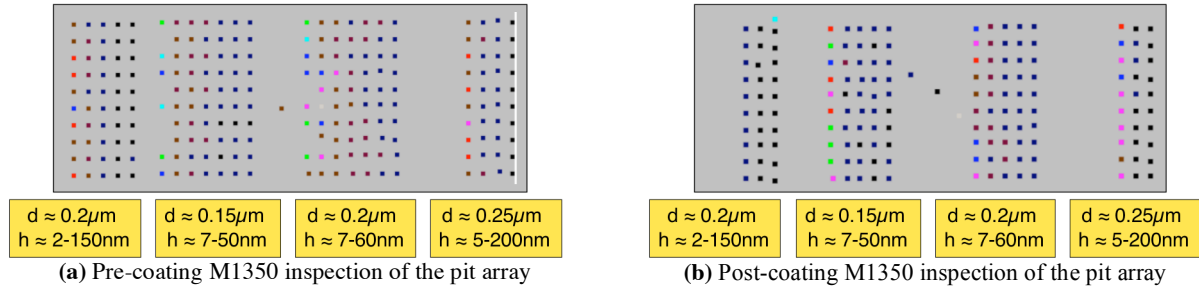 d ≈ 0.2µm
h ≈ 2-150nm
d ≈ 0.15µm
h ≈ 7-50nm
d ≈ 0.2µm
h ≈ 7-60nm
d ≈ 0.25µm
h ≈ 5-200nm
(a) Pre-coating M1350 inspection of the pit array
d ≈ 0.2µm
h ≈ 2-150nm
d ≈ 0.15µm
h ≈ 7-50nm
d ≈ 0.2µm
h ≈ 7-60nm
d ≈ 0.25µm
h ≈ 5-200nm
(b) Post-coating M1350 inspection of the pit array